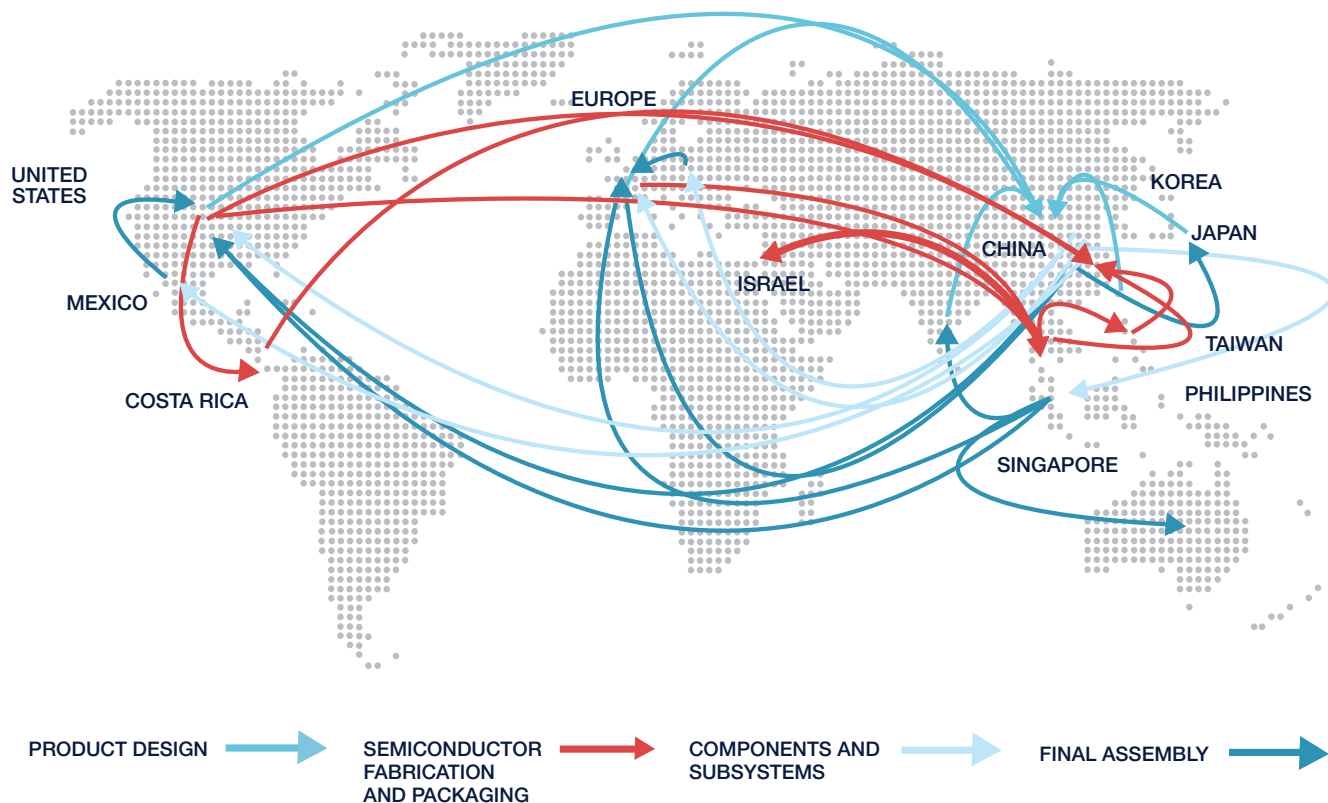 EUROPE
UNITED
STATES
KOREA
JAPAN
CHINA
ISRAEL
MEXICO
TAIWAN
COSTA RICA
PHILIPPINES
SINGAPORE
PRODUCT DESIGN
SEMICONDUCTOR
FABRICATION
AND PACKAGING
COMPONENTS AND
SUBSYSTEMS
FINAL ASSEMBLY